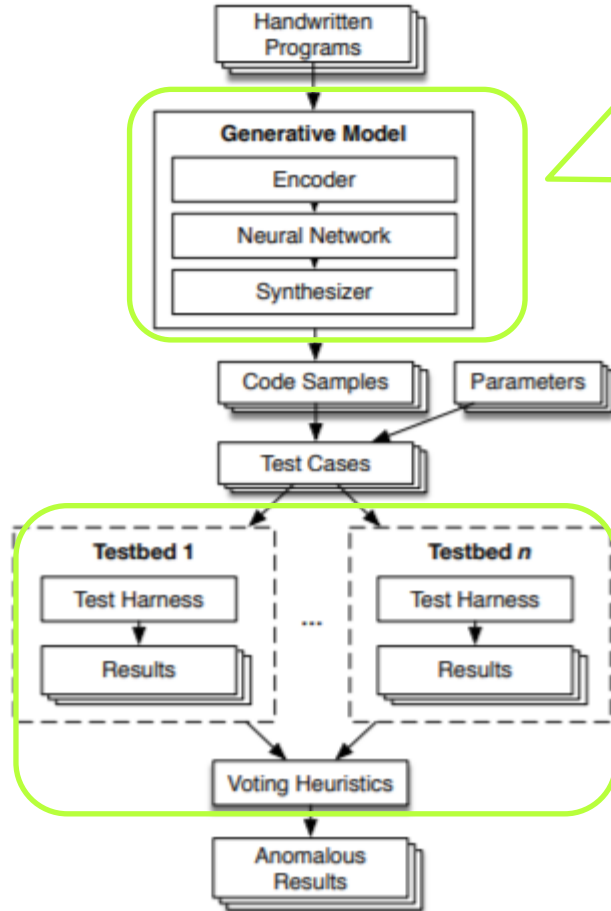 Handwritten
Programs
Generative Model
Encoder
Neural Network
Synthesizer
Code Samples
Parameters
Test Cases
Testbed 1
Testbed n
Test Harness
Test Harness
...
Results
Results
Voting Heuristics
Anomalous
Results